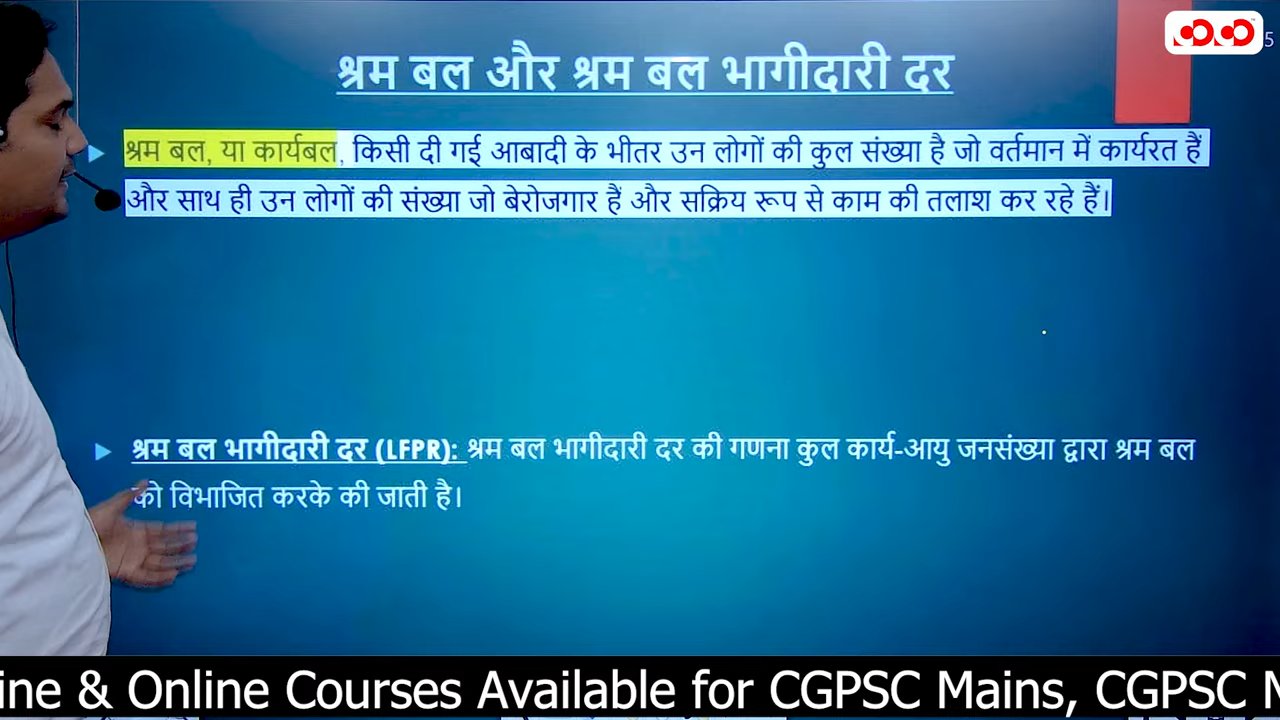 श्रम बल और श्रम बल भागीदारी दर
श्रम बल, या कार्यबल, किसी दी गई आबादी के भीतर उन लोगों की कुल संख्या है जो वर्तमान में कार्यरत हैं
और साथ ही उन लोगों की संख्या जो बेरोजगार हैं और सक्रिय रूप से काम की तलाश कर रहे हैं।
श्रम बल भागीदारी दर (LFPR): श्रम बल भागीदारी दर की गणना कुल कार्य-आयु जनसंख्या द्वारा श्रम बल
को विभाजित करके की जाती है।
ine & Online Courses Available for CGPSC Mains, CGPSC M